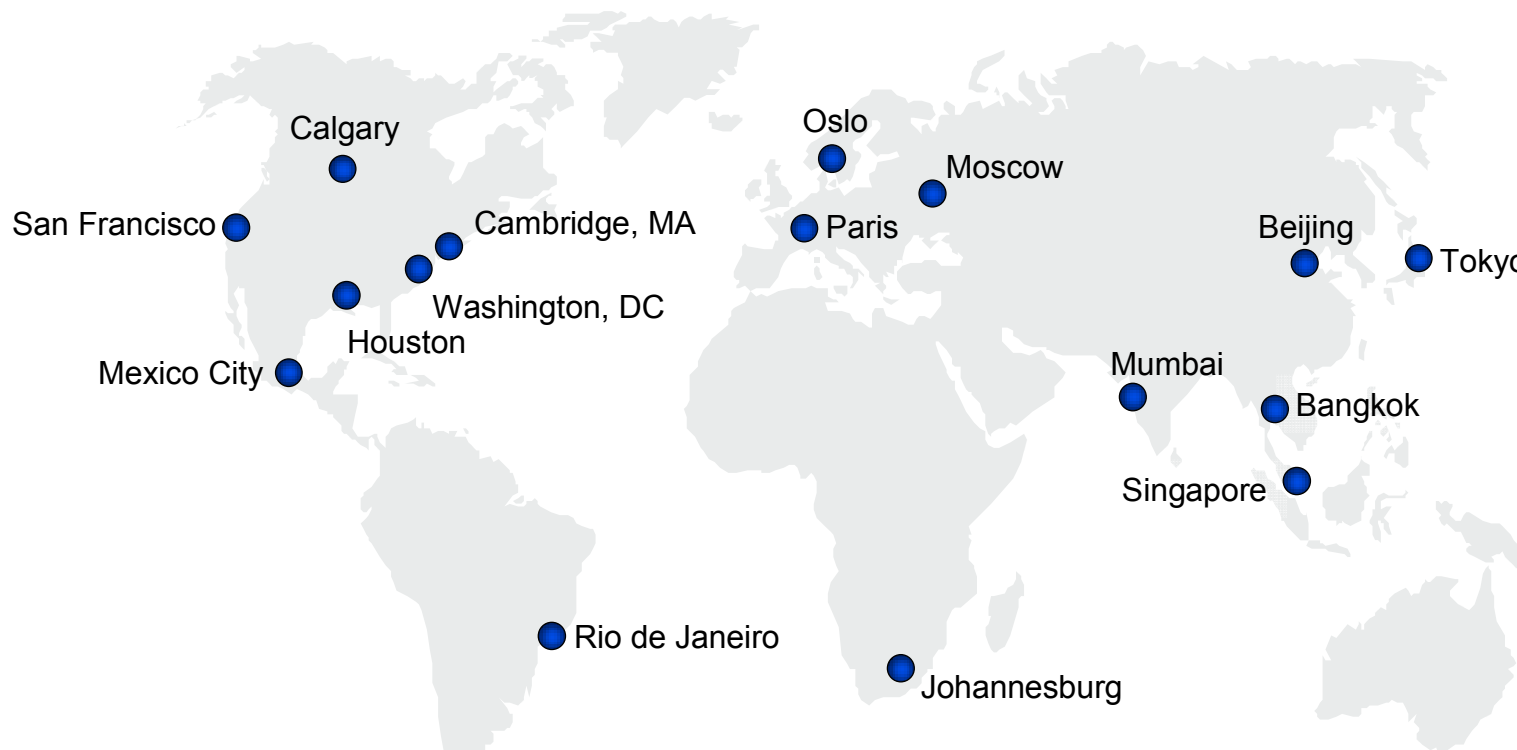 Calgary
Oslo
Moscow
San Francisco
Cambridge, MA
Paris
Beijing
Tokyo
Washington, DC
Houston
Mexico City
Mumbai
Bangkok
Singapore
Rio de Janeiro
Johannesburg